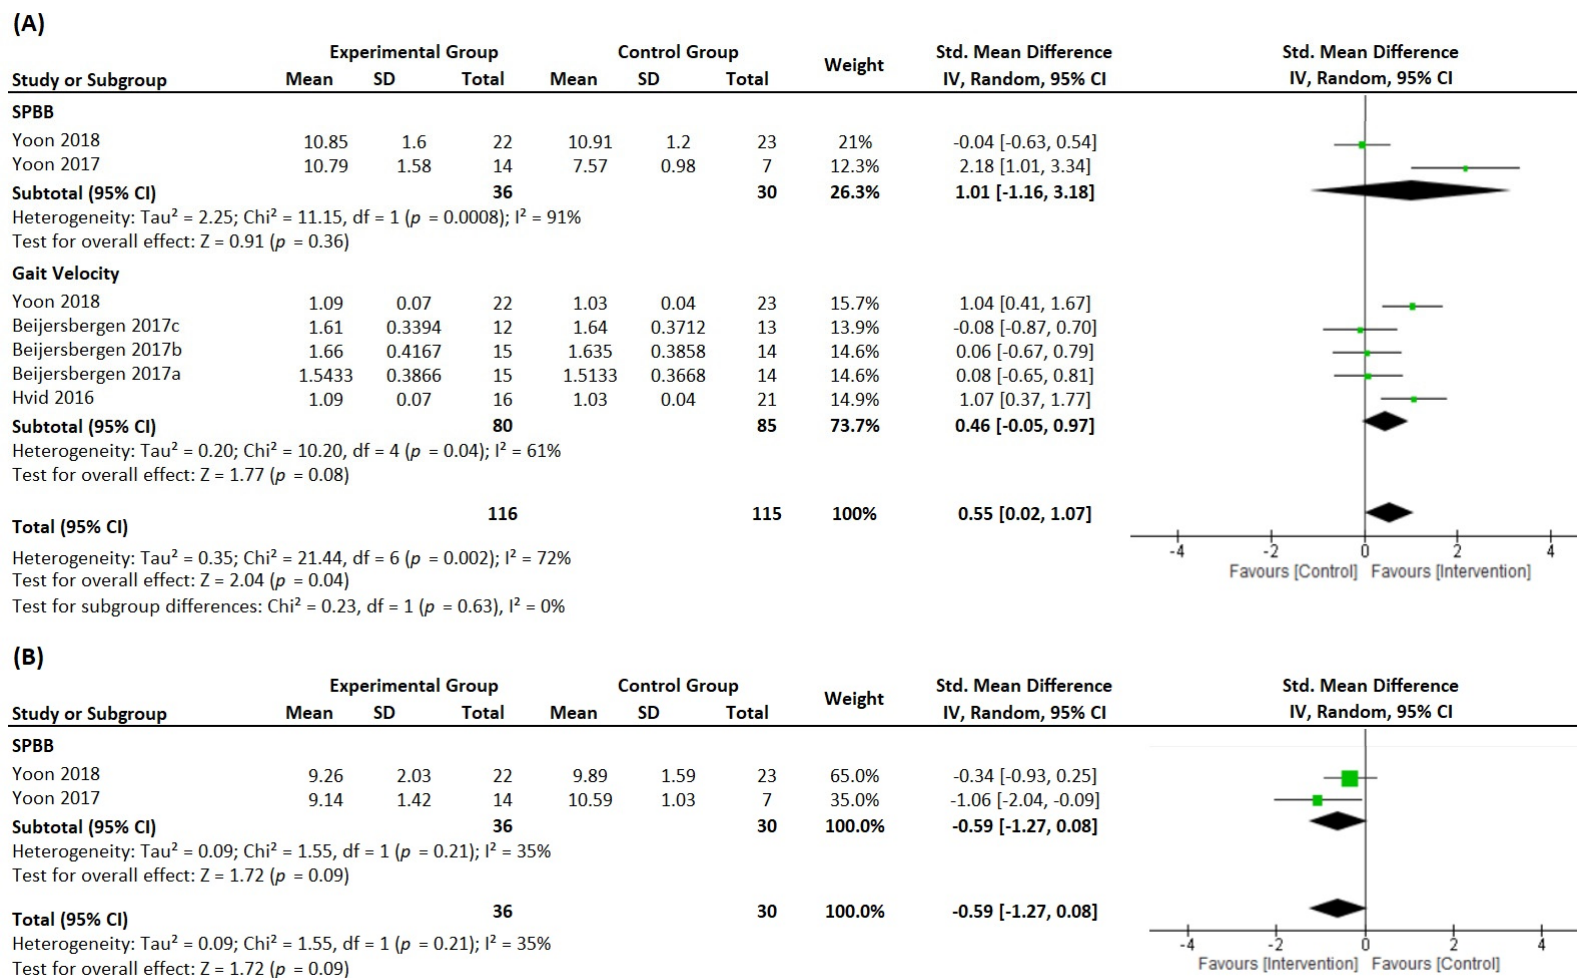 (A)
Experimental Group Control Group Std. Mean Difference Std. Mean Difference
Study or Subgroup Mean SD Total Mean SD Total Weight IV, Random, 95% CI IV, Random, 95% CI
SPBB
Yoon 2018 10.85 1.6 22 10.91 1.2 23 21% -0.04 [-0.63, 0.54]
Yoon 2017 10.79 1.58 14 7.57 0.98 7 12.3% 2.18 [1.01, 3.34]
Subtotal (95% CI) 36 30 26.3% 1.01 [-1.16, 3.18]
Heterogeneity: Tau² = 2.25; Chi² = 11.15, df = 1 (p = 0.0008); I² = 91%
Test for overall effect: Z = 0.91 (p = 0.36)
Gait Velocity
Yoon 2018 1.09 0.07 22 1.03 0.04 23 15.7% 1.04 [0.41, 1.67]
Beijersbergen 2017c 1.61 0.3394 12 1.64 0.3712 13 13.9% -0.08 [-0.87, 0.70]
Beijersbergen 2017b 1.66 0.4167 15 1.635 0.3858 14 14.6% 0.06 [-0.67, 0.79]
Beijersbergen 2017a 1.5433 0.3866 15 1.5133 0.3668 14 14.6% 0.08 [-0.65, 0.81]
Hvid 2016 1.09 0.07 16 1.03 0.04 21 14.9% 1.07 [0.37, 1.77]
Subtotal (95% CI) 80 85 73.7% 0.46 [-0.05, 0.97]
Heterogeneity: Tau² = 0.20; Chi² = 10.20, df = 4 (p = 0.04); I² = 61%
Test for overall effect: Z = 1.77 (p = 0.08)
Total (95% CI) 116 115 100% 0.55 [0.02, 1.07]
Heterogeneity: Tau² = 0.35; Chi² = 21.44, df = 6 (p = 0.002); I² = 72%
Test for overall effect: Z = 2.04 (p = 0.04)
Test for subgroup differences: Chi² = 0.23, df = 1 (p = 0.63), I² = 0%
-4 -2 0 2 4
Favours [Control] Favours [Intervention]
(B)
Experimental Group Control Group Std. Mean Difference Std. Mean Difference
Study or Subgroup Mean SD Total Mean SD Total Weight IV, Random, 95% CI IV, Random, 95% CI
SPBB
Yoon 2018 9.26 2.03 22 9.89 1.59 23 65.0% -0.34 [-0.93, 0.25]
Yoon 2017 9.14 1.42 14 10.59 1.03 7 35.0% -1.06 [-2.04, -0.09]
Subtotal (95% CI) 36 30 100.0% -0.59 [-1.27, 0.08]
Heterogeneity: Tau² = 0.09; Chi² = 1.55, df = 1 (p = 0.21); I² = 35%
Test for overall effect: Z = 1.72 (p = 0.09)
Total (95% CI) 36 30 100.0% -0.59 [-1.27, 0.08]
Heterogeneity: Tau² = 0.09; Chi² = 1.55, df = 1 (p = 0.21); I² = 35%
Test for overall effect: Z = 1.72 (p = 0.09)
-4 -2 0 2 4
Favours [Intervention] Favours [Control]